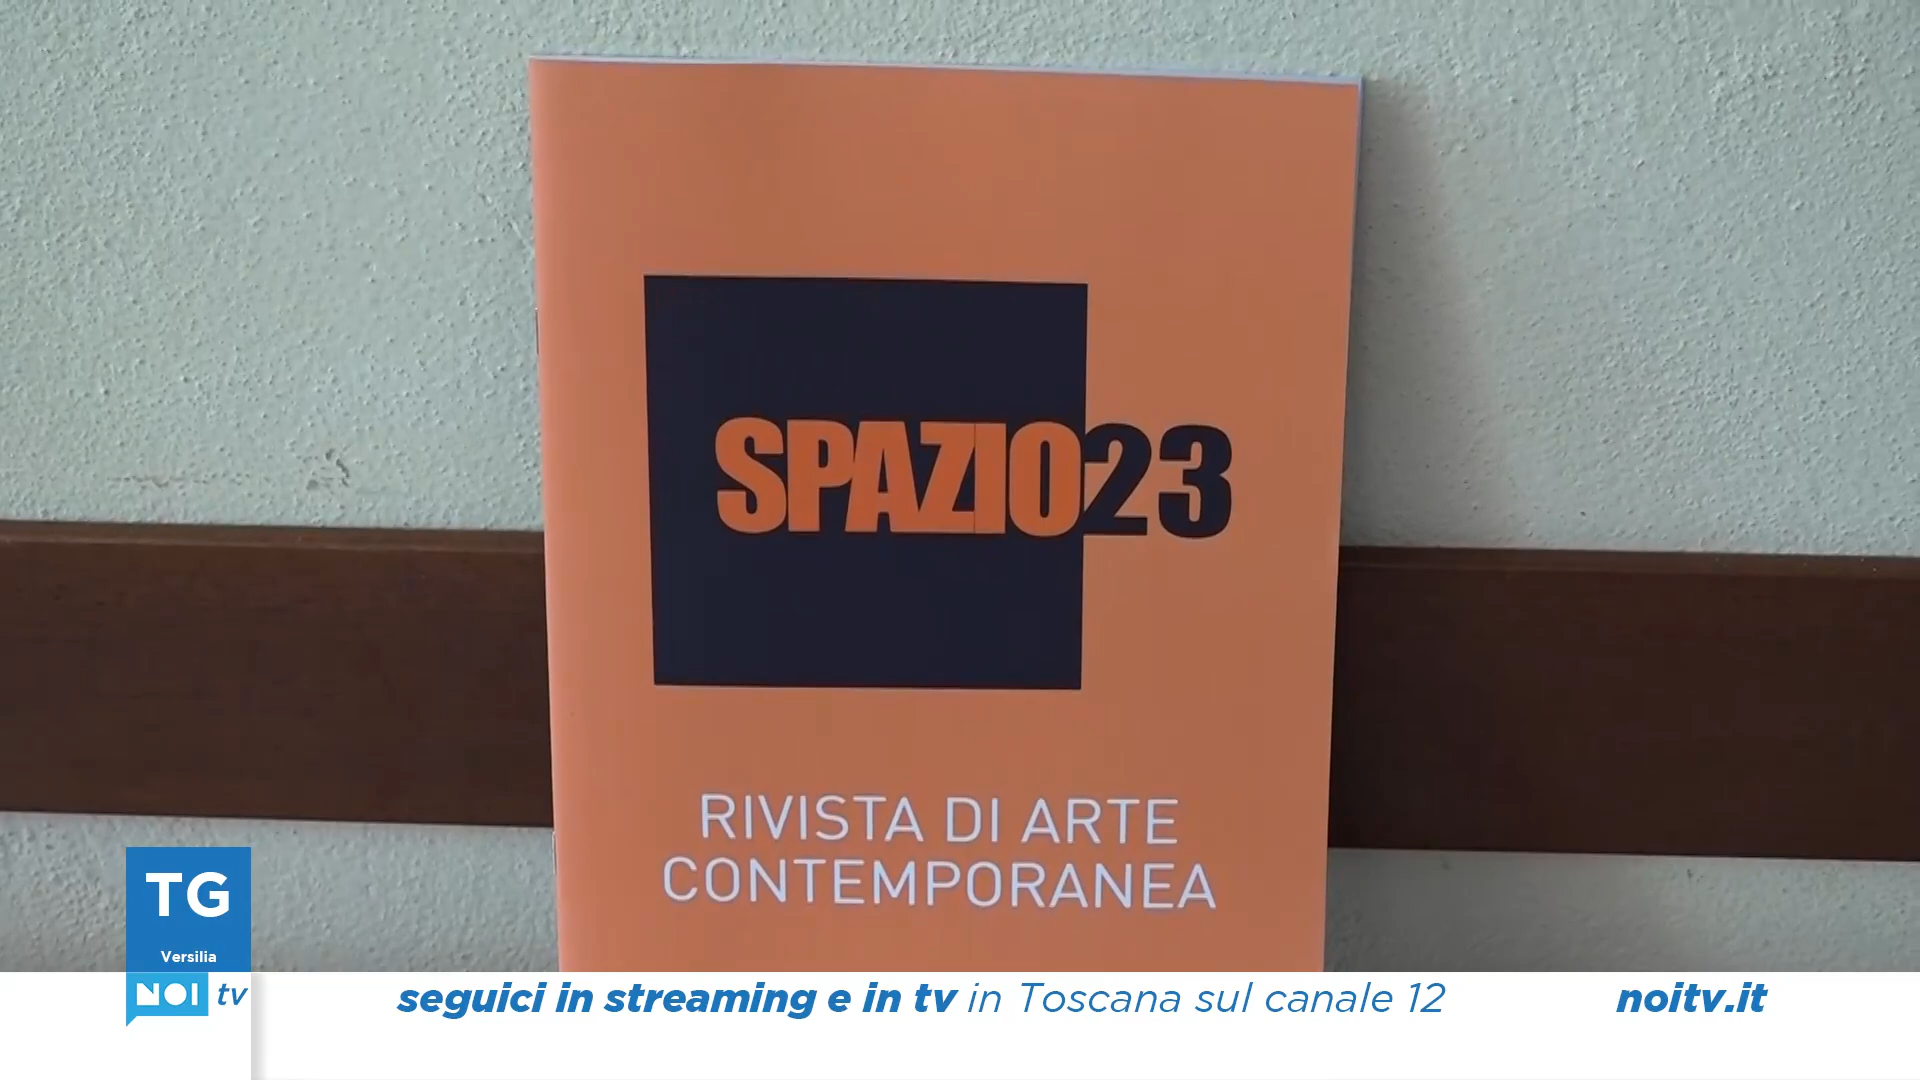 SPAZIO23
RIVISTA DI ARTE
CONTEMPORANEA
TG
Versilia
NOI tv
seguici in streaming e in tv in Toscana sul canale 12
noitv.it